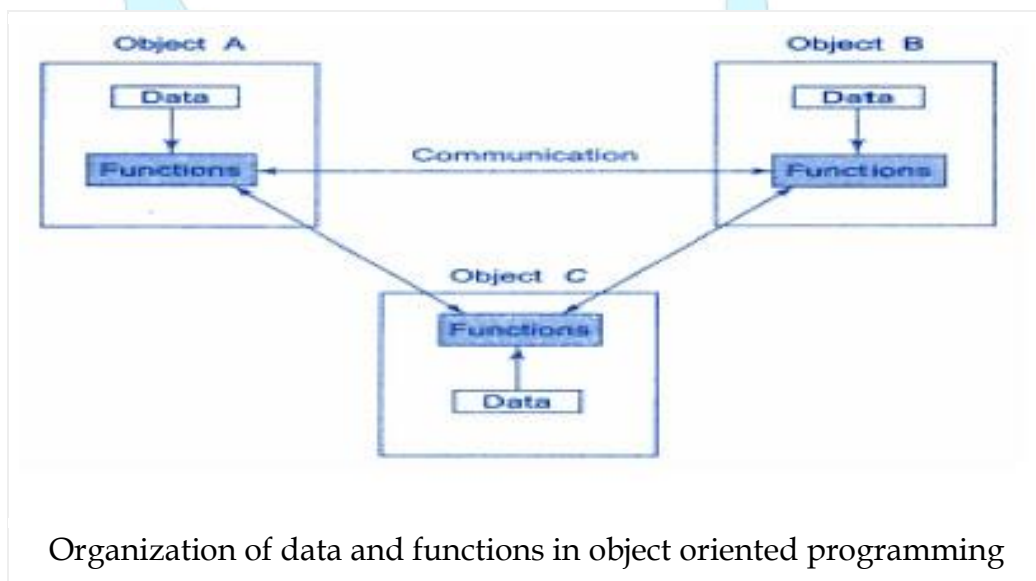 Object A
Object B
Data
Data
Functions
Communication
Functions
Object C
Functions
Data
Organization of data and functions in object oriented programming